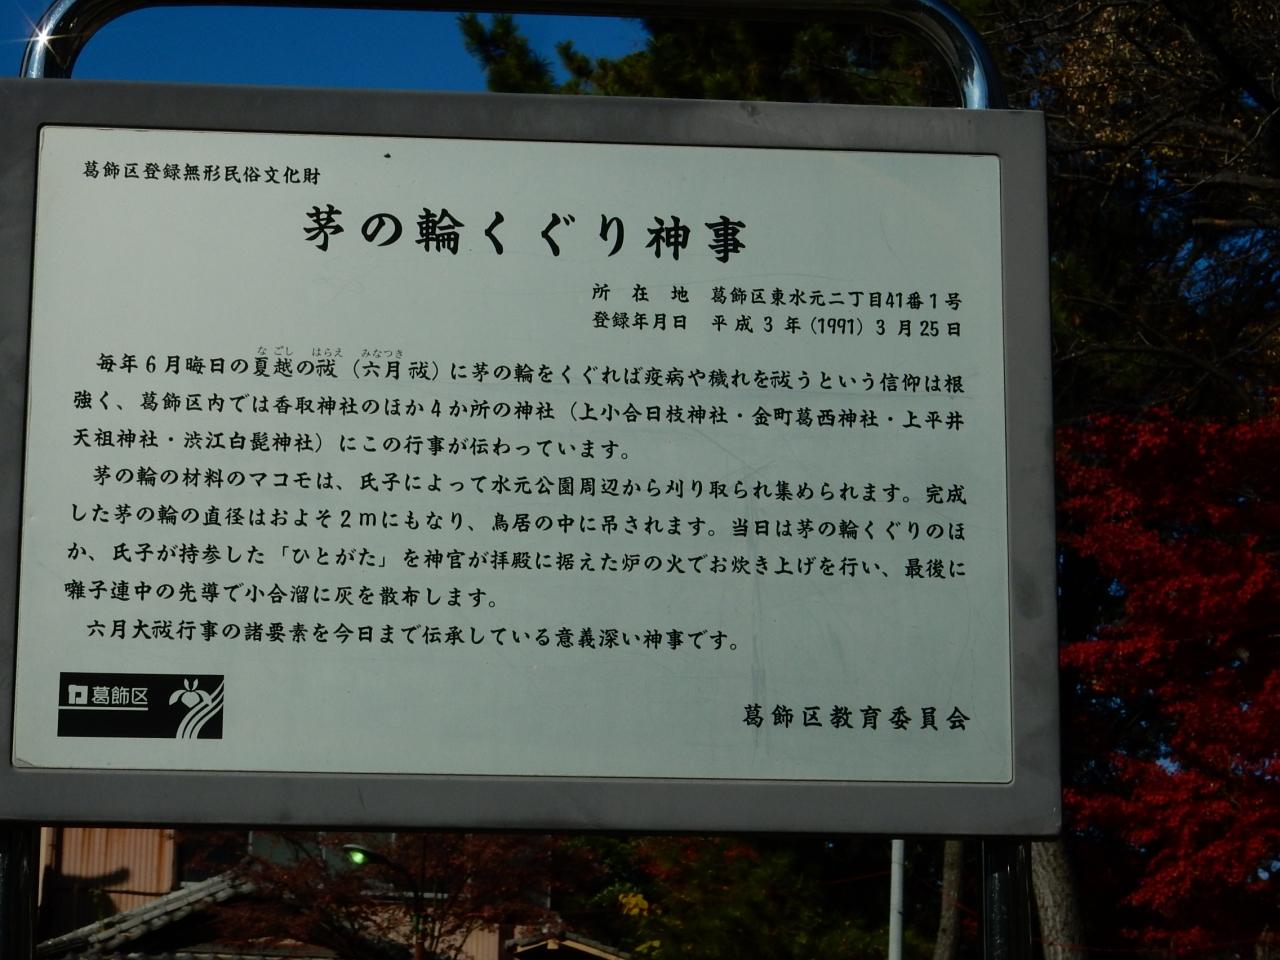 葛飾区登録無形民俗文化財
茅の輪くぐり神事
所在地 葛飾区東水元二丁目41番1号
登録年月日 平成3年(1991)3月25日
なごし はらえ みなつき
毎年6月晦日の夏越の祓(六月祓)に茅の輪をくぐれば疫病や穢れを祓うという信仰は根
強く、葛飾区内では香取神社のほか4か所の神社(上小合日枝神社・金町葛西神社・上平井
天祖神社・渋江白髭神社)にこの行事が伝わっています。
茅の輪の材料のマコモは、氏子によって水元公園周辺から刈り取られ集められます。完成
した茅の輪の直径はおよそ2mにもなり、鳥居の中に吊されます。当日は茅の輪くぐりのほ
か、氏子が持参した「ひとがた」を神官が拝殿に据えた炉の火でお炊き上げを行い、最後に
囃子連中の先導で小合溜に灰を散布します。
六月大祓行事の諸要素を今日まで伝承している意義深い神事です。
葛飾区
葛飾区教育委員会